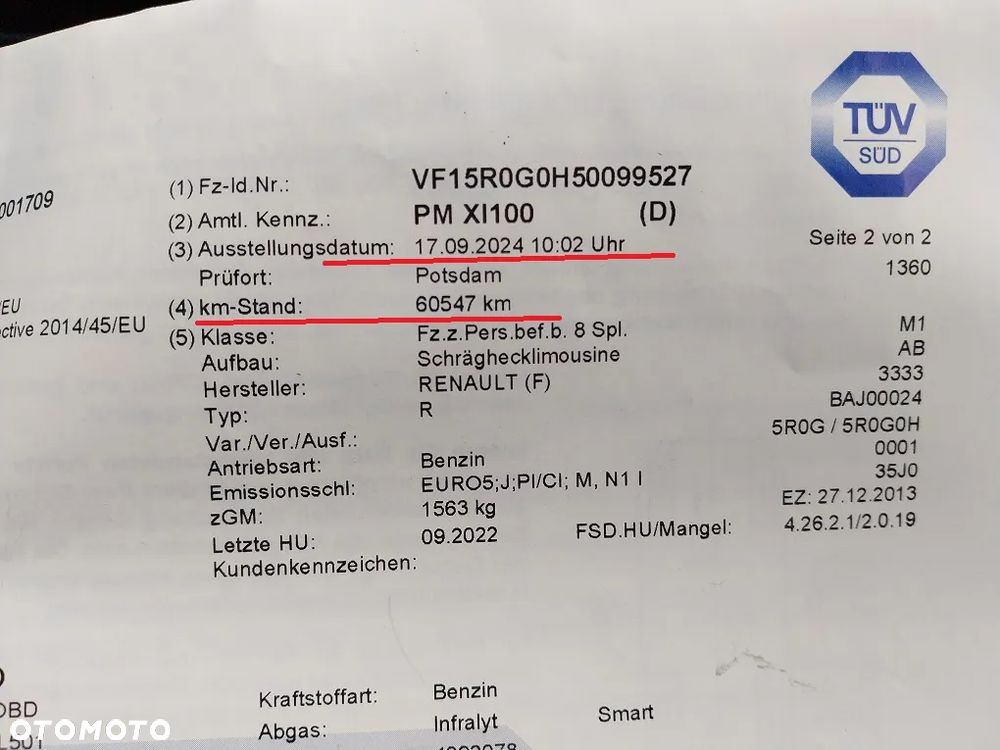 TÜV
SÜD
001709
(1) Fz-Id.Nr.: VF15R0G0H50099527
(2) Amtl. Kennz.: PM XI100 (D)
(3) Ausstellungsdatum: 17.09.2024 10:02 Uhr Seite 2 von 2
Prüfort: Potsdam 1360
(4) km-Stand: 60547 km
ctive 2014/45/EU
(5) Klasse: Fz.z.Pers.bef.b. 8 Spl. M1
Aufbau: Schräghecklimousine AB
Hersteller: RENAULT (F) 3333
Typ: R BAJ00024
Var./Ver./Ausf.: 5R0G / 5R0G0H
0001
Antriebsart: Benzin
Emissionsschl: EURO5;J;PI/CI; M, N1 I 35J0
zGM: 1563 kg EZ: 27.12.2013
Letzte HU: 09.2022 FSD.HU/Mangel: 4.26.2.1/2.0.19
Kundenkennzeichen:
OBD
Kraftstoffart: Benzin
Abgas: Infralyt Smart
OTOMOTO